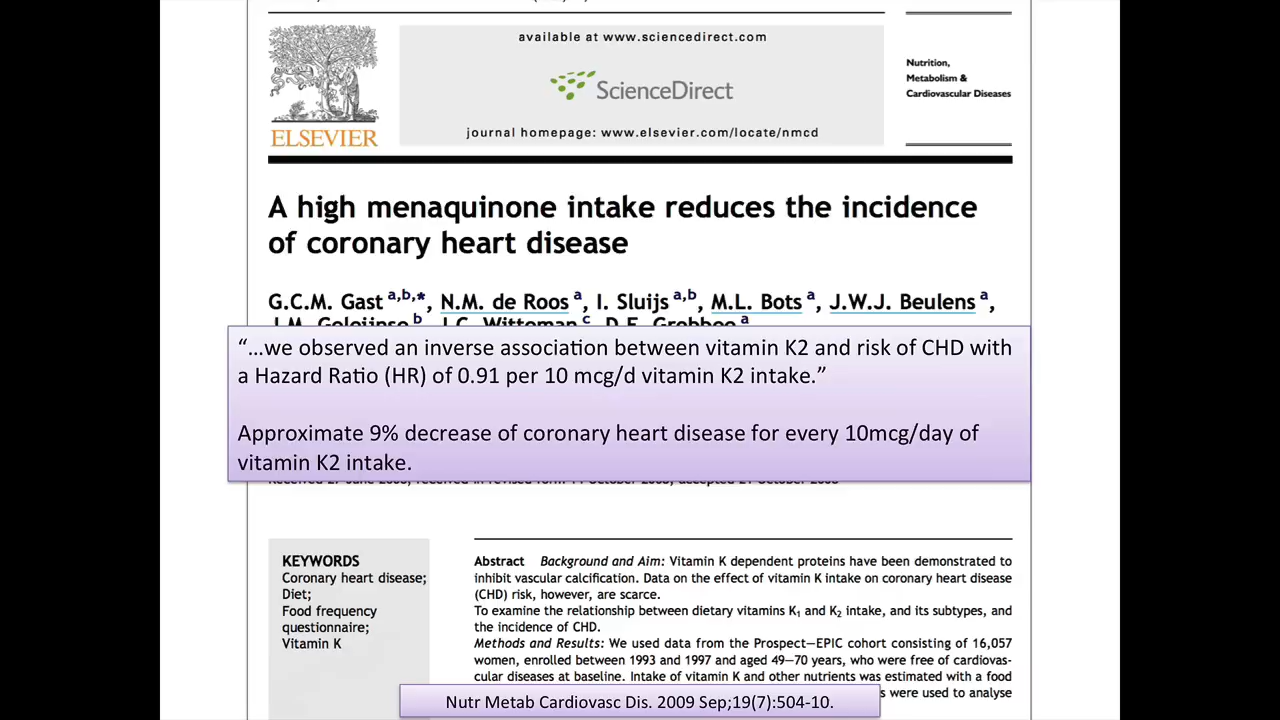 available at www.sciencedirect.com
ScienceDirect
journal homepage: www.elsevier.com/locate/nmcd
ELSEVIER
Nutrition,
Metabolism &
Cardiovascular Diseases
A high menaquinone intake reduces the incidence
of coronary heart disease
G.C.M. Gast a,b,*, N.M. de Roos a, I. Sluijs a,b, M.L. Bots a, J.W.J. Beulens a,
“...we observed an inverse association between vitamin K2 and risk of CHD with
a Hazard Ratio (HR) of 0.91 per 10 mcg/d vitamin K2 intake.”
Approximate 9% decrease of coronary heart disease for every 10mcg/day of
vitamin K2 intake.
KEYWORDS
Coronary heart disease;
Diet;
Food frequency
questionnaire;
Vitamin K
Abstract Background and Aim: Vitamin K dependent proteins have been demonstrated to
inhibit vascular calcification. Data on the effect of vitamin K intake on coronary heart disease
(CHD) risk, however, are scarce.
To examine the relationship between dietary vitamins K1 and K2 intake, and its subtypes, and
the incidence of CHD.
Methods and Results: We used data from the Prospect—EPIC cohort consisting of 16,057
women, enrolled between 1993 and 1997 and aged 49—70 years, who were free of cardiovas-
cular diseases at baseline. Intake of vitamin K and other nutrients was estimated with a food
were used to analyse
Nutr Metab Cardiovasc Dis. 2009 Sep;19(7):504-10.